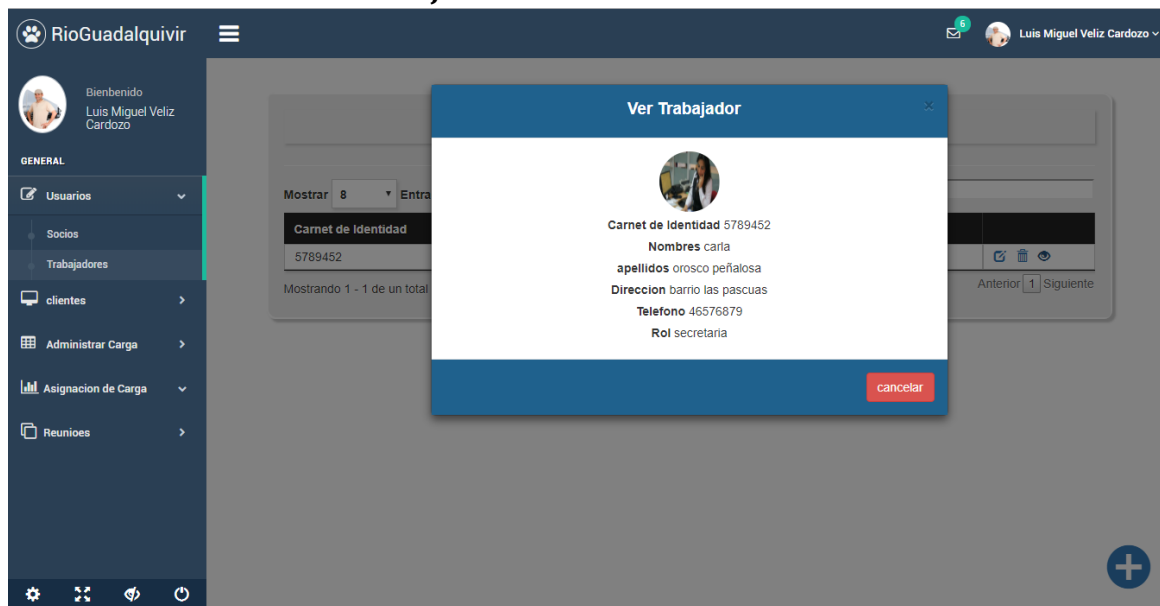 RioGuadalquivir
6
Luis Miguel Veliz Cardozo
Bienbenido
Luis Miguel Veliz
Cardozo
GENERAL
Usuarios
Socios
Trabajadores
clientes
Administrar Carga
Asignacion de Carga
Reunioes
Mostrar 8 Entra
Carnet de Identidad
5789452
Mostrando 1 - 1 de un total
Anterior 1 Siguiente
Ver Trabajador
×
Carnet de Identidad 5789452
Nombres carla
apellidos orosco peñalosa
Direccion barrio las pascuas
Telefono 46576879
Rol secretaria
cancelar